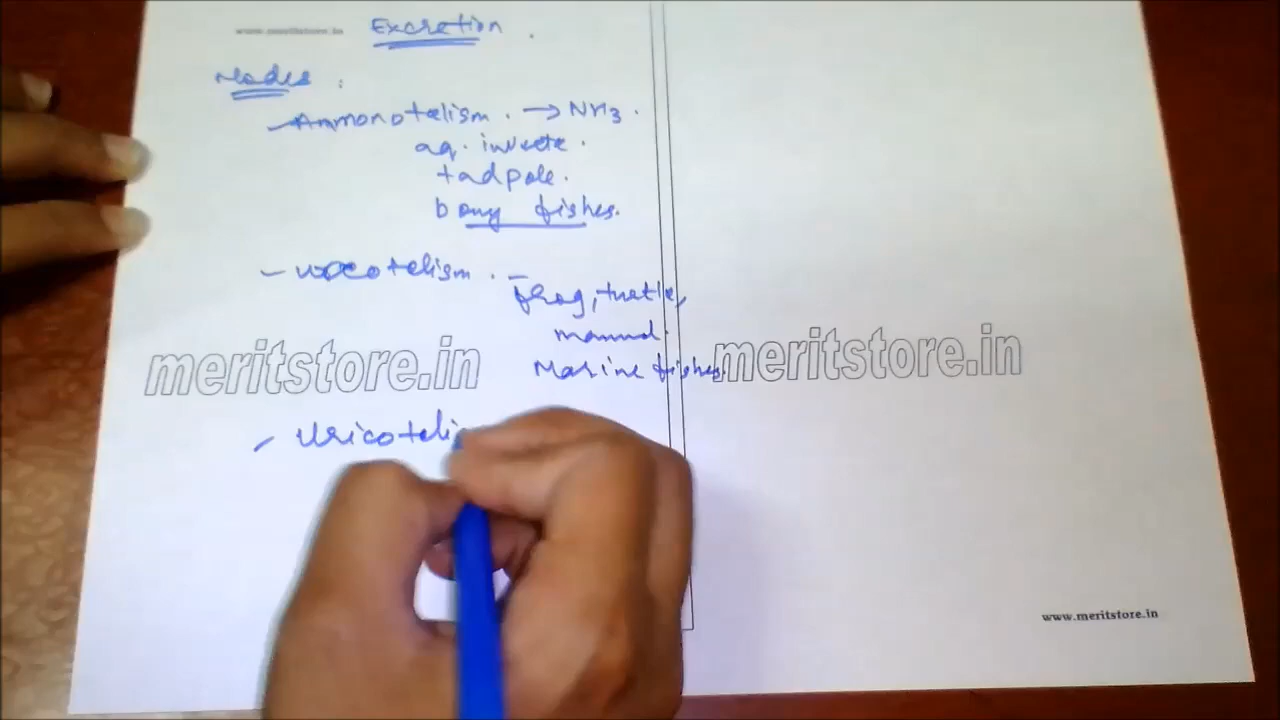 www.meritstore.in Excretion .
Modes :
- Ammonotelism . → NH3 .
aq. inverte .
tadpole .
bony fishes.
- ureotelism . -
frog, turtle,
mammal.
Marine fishes.
meritstore.in meritstore.in
- Uricoteli
www.meritstore.in